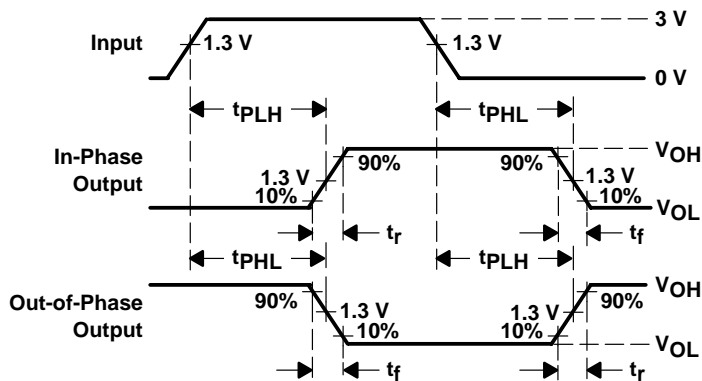 3 V
Input
1.3 V
1.3 V
0 V
tPLH
tPHL
In-Phase
Output
VOH
90%
90%
1.3 V
1.3 V
10%
10%
VOL
tr
tf
tPHL
tPLH
Out-of-Phase
Output
VOH
90%
90%
1.3 V
1.3 V
10%
10%
VOL
tf
tr